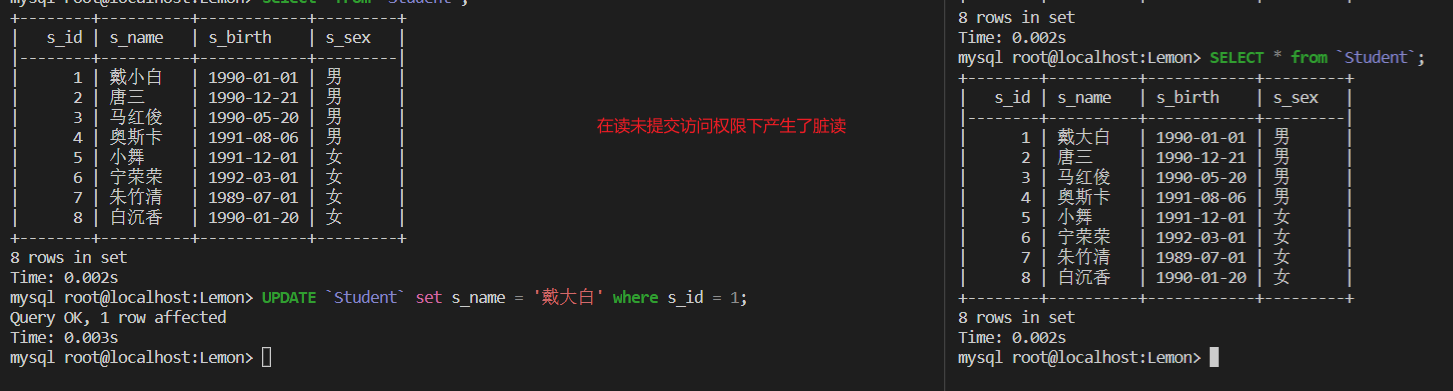 mysql root@localhost:Lemon> Select * from `Student`;
+--------+----------+------------+---------+
|   s_id | s_name   | s_birth    | s_sex   |
|--------+----------+------------+---------|
|      1 | 戴小白   | 1990-01-01 | 男      |
|      2 | 唐三     | 1990-12-21 | 男      |
|      3 | 马红俊   | 1990-05-20 | 男      |
|      4 | 奥斯卡   | 1991-08-06 | 男      |
|      5 | 小舞     | 1991-12-01 | 女      |
|      6 | 宁荣荣   | 1992-03-01 | 女      |
|      7 | 朱竹清   | 1989-07-01 | 女      |
|      8 | 白沉香   | 1990-01-20 | 女      |
+--------+----------+------------+---------+
8 rows in set
Time: 0.002s
mysql root@localhost:Lemon> UPDATE `Student` set s_name = '戴大白' where s_id = 1;
Query OK, 1 row affected
Time: 0.003s
mysql root@localhost:Lemon>
在读未提交访问权限下产生了脏读
8 rows in set
Time: 0.002s
mysql root@localhost:Lemon> SELECT * from `Student`;
+--------+----------+------------+---------+
|   s_id | s_name   | s_birth    | s_sex   |
|--------+----------+------------+---------|
|      1 | 戴大白   | 1990-01-01 | 男      |
|      2 | 唐三     | 1990-12-21 | 男      |
|      3 | 马红俊   | 1990-05-20 | 男      |
|      4 | 奥斯卡   | 1991-08-06 | 男      |
|      5 | 小舞     | 1991-12-01 | 女      |
|      6 | 宁荣荣   | 1992-03-01 | 女      |
|      7 | 朱竹清   | 1989-07-01 | 女      |
|      8 | 白沉香   | 1990-01-20 | 女      |
+--------+----------+------------+---------+
8 rows in set
Time: 0.002s
mysql root@localhost:Lemon>